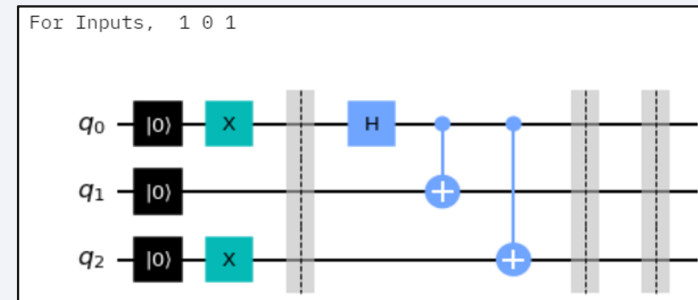 For Inputs, 1 0 1
q0 |0⟩ X H
q1 |0⟩
q2 |0⟩ X